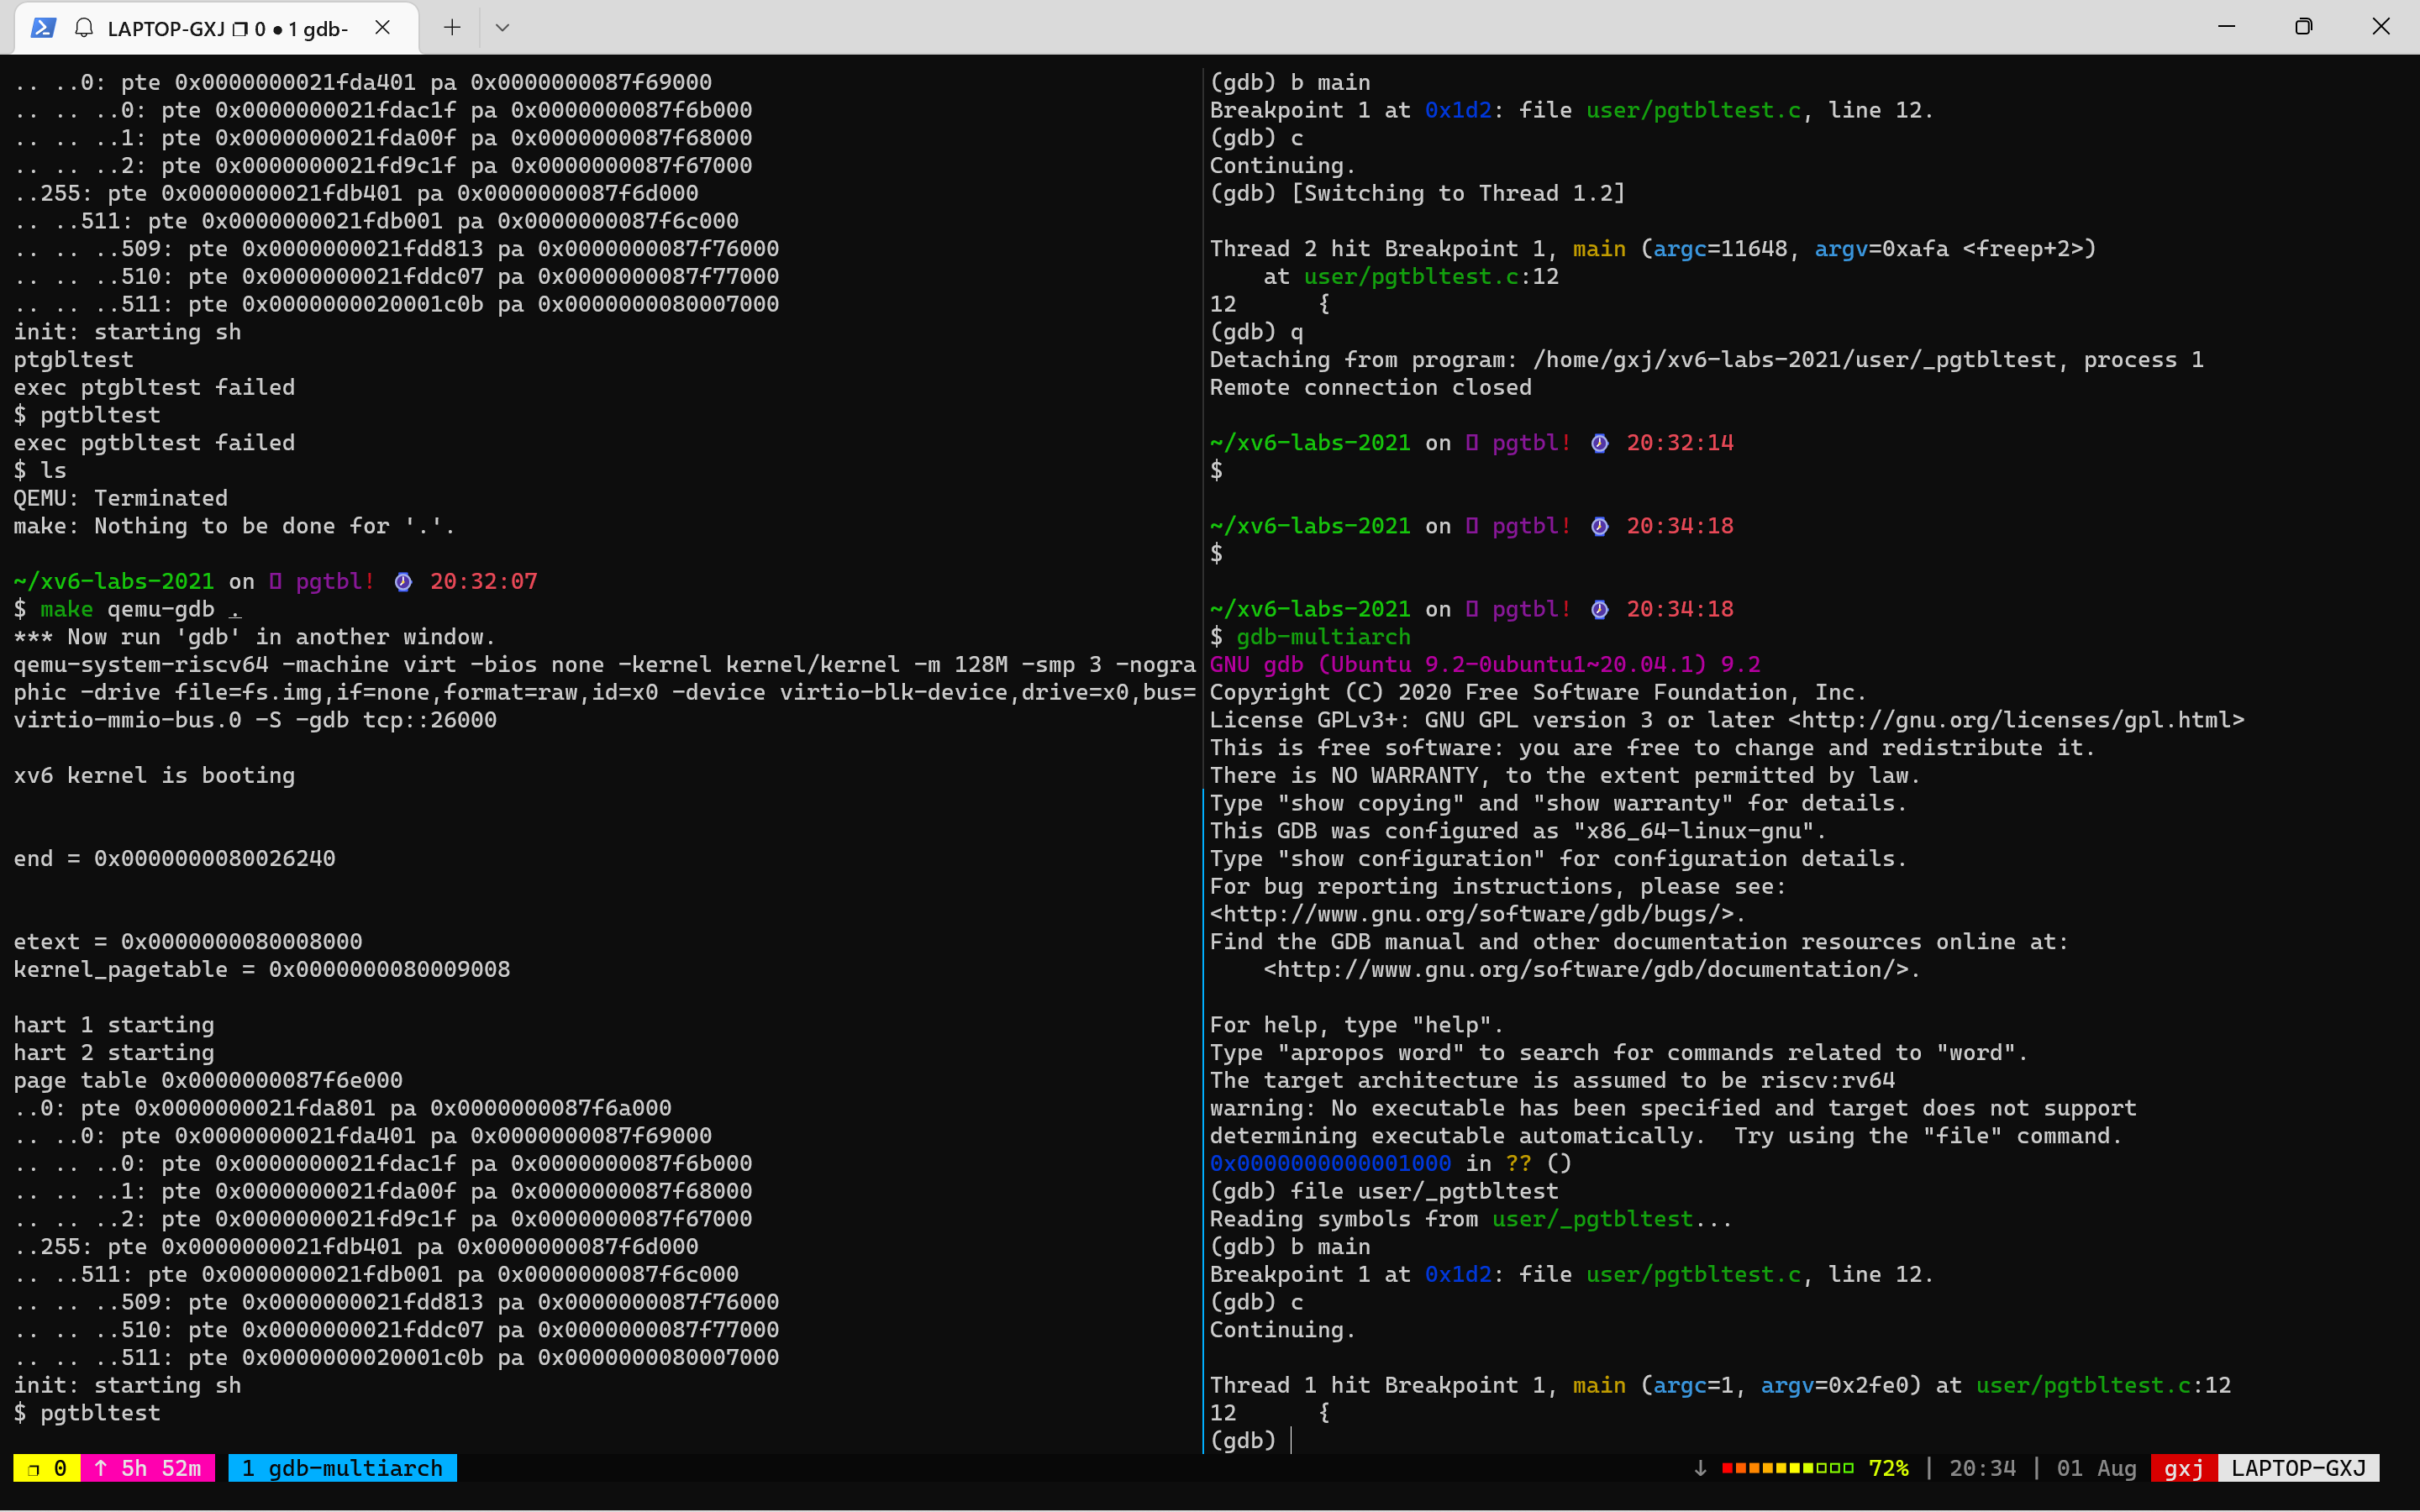 LAPTOP-GXJ ❐ 0 ● 1 gdb-
.. ..0: pte 0x0000000021fda401 pa 0x0000000087f69000
.. .. ..0: pte 0x0000000021fdac1f pa 0x0000000087f6b000
.. .. ..1: pte 0x0000000021fda00f pa 0x0000000087f68000
.. .. ..2: pte 0x0000000021fd9c1f pa 0x0000000087f67000
..255: pte 0x0000000021fdb401 pa 0x0000000087f6d000
.. ..511: pte 0x0000000021fdb001 pa 0x0000000087f6c000
.. .. ..509: pte 0x0000000021fdd813 pa 0x0000000087f76000
.. .. ..510: pte 0x0000000021fddc07 pa 0x0000000087f77000
.. .. ..511: pte 0x0000000020001c0b pa 0x0000000080007000
init: starting sh
ptgbltest
exec ptgbltest failed
$ pgtbltest
exec pgtbltest failed
$ ls
QEMU: Terminated
make: Nothing to be done for '.'.
~/xv6-labs-2021 on pgtbl! ⌚ 20:32:07
$ make qemu-gdb .
*** Now run 'gdb' in another window.
qemu-system-riscv64 -machine virt -bios none -kernel kernel/kernel -m 128M -smp 3 -nogra
phic -drive file=fs.img,if=none,format=raw,id=x0 -device virtio-blk-device,drive=x0,bus=
virtio-mmio-bus.0 -S -gdb tcp::26000
xv6 kernel is booting
end = 0x0000000080026240
etext = 0x0000000080008000
kernel_pagetable = 0x0000000080009008
hart 1 starting
hart 2 starting
page table 0x0000000087f6e000
..0: pte 0x0000000021fda801 pa 0x0000000087f6a000
.. ..0: pte 0x0000000021fda401 pa 0x0000000087f69000
.. .. ..0: pte 0x0000000021fdac1f pa 0x0000000087f6b000
.. .. ..1: pte 0x0000000021fda00f pa 0x0000000087f68000
.. .. ..2: pte 0x0000000021fd9c1f pa 0x0000000087f67000
..255: pte 0x0000000021fdb401 pa 0x0000000087f6d000
.. ..511: pte 0x0000000021fdb001 pa 0x0000000087f6c000
.. .. ..509: pte 0x0000000021fdd813 pa 0x0000000087f76000
.. .. ..510: pte 0x0000000021fddc07 pa 0x0000000087f77000
.. .. ..511: pte 0x0000000020001c0b pa 0x0000000080007000
init: starting sh
$ pgtbltest
(gdb) b main
Breakpoint 1 at 0x1d2: file user/pgtbltest.c, line 12.
(gdb) c
Continuing.
(gdb) [Switching to Thread 1.2]
Thread 2 hit Breakpoint 1, main (argc=11648, argv=0xafa <freep+2>)
at user/pgtbltest.c:12
12 {
(gdb) q
Detaching from program: /home/gxj/xv6-labs-2021/user/_pgtbltest, process 1
Remote connection closed
~/xv6-labs-2021 on pgtbl! ⌚ 20:32:14
$
~/xv6-labs-2021 on pgtbl! ⌚ 20:34:18
$
~/xv6-labs-2021 on pgtbl! ⌚ 20:34:18
$ gdb-multiarch
GNU gdb (Ubuntu 9.2-0ubuntu1~20.04.1) 9.2
Copyright (C) 2020 Free Software Foundation, Inc.
License GPLv3+: GNU GPL version 3 or later <http://gnu.org/licenses/gpl.html>
This is free software: you are free to change and redistribute it.
There is NO WARRANTY, to the extent permitted by law.
Type "show copying" and "show warranty" for details.
This GDB was configured as "x86_64-linux-gnu".
Type "show configuration" for configuration details.
For bug reporting instructions, please see:
<http://www.gnu.org/software/gdb/bugs/>.
Find the GDB manual and other documentation resources online at:
<http://www.gnu.org/software/gdb/documentation/>.
For help, type "help".
Type "apropos word" to search for commands related to "word".
The target architecture is assumed to be riscv:rv64
warning: No executable has been specified and target does not support
determining executable automatically.  Try using the "file" command.
0x0000000000001000 in ?? ()
(gdb) file user/_pgtbltest
Reading symbols from user/_pgtbltest...
(gdb) b main
Breakpoint 1 at 0x1d2: file user/pgtbltest.c, line 12.
(gdb) c
Continuing.
Thread 1 hit Breakpoint 1, main (argc=1, argv=0x2fe0) at user/pgtbltest.c:12
12 {
(gdb)
❐ 0 ↑ 5h 52m 1 gdb-multiarch ↓ 72% | 20:34 | 01 Aug gxj LAPTOP-GXJ